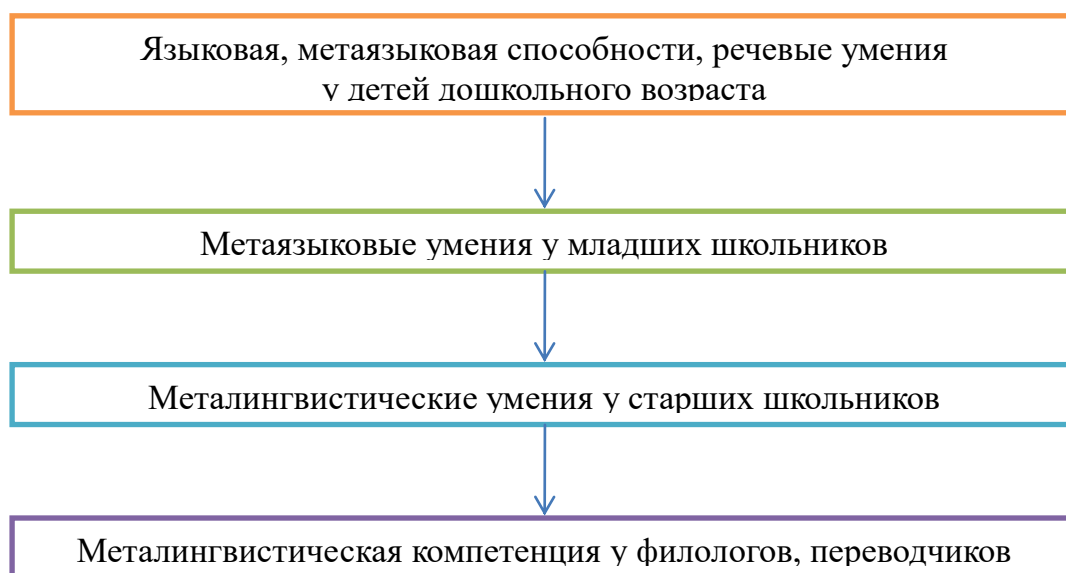 Языковая, метаязыковая способности, речевые умения
у детей дошкольного возраста
Метаязыковые умения у младших школьников
Металингвистические умения у старших школьников
Металингвистическая компетенция у филологов, переводчиков